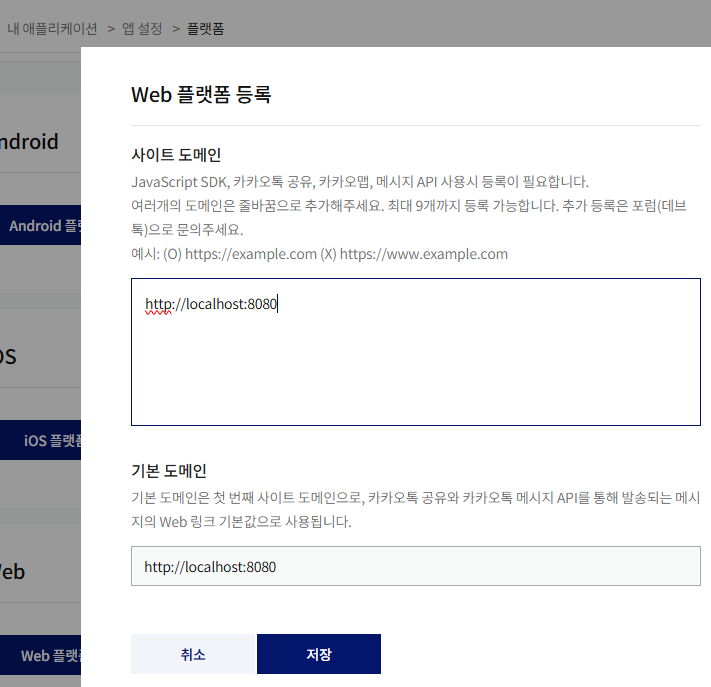 내 애플리케이션 > 앱 설정 > 플랫폼
Web 플랫폼 등록
사이트 도메인
JavaScript SDK, 카카오톡 공유, 카카오맵, 메시지 API 사용시 등록이 필요합니다.
여러개의 도메인은 줄바꿈으로 추가해주세요. 최대 9개까지 등록 가능합니다. 추가 등록은 포럼(데브
톡)으로 문의주세요.
예시: (O) https://example.com (X) https://www.example.com
http://localhost:8080
기본 도메인
기본 도메인은 첫 번째 사이트 도메인으로, 카카오톡 공유와 카카오톡 메시지 API를 통해 발송되는 메시
지의 Web 링크 기본값으로 사용됩니다.
http://localhost:8080
취소 저장
ndroid
Android 플
OS
iOS 플랫폼
eb
Web 플랫